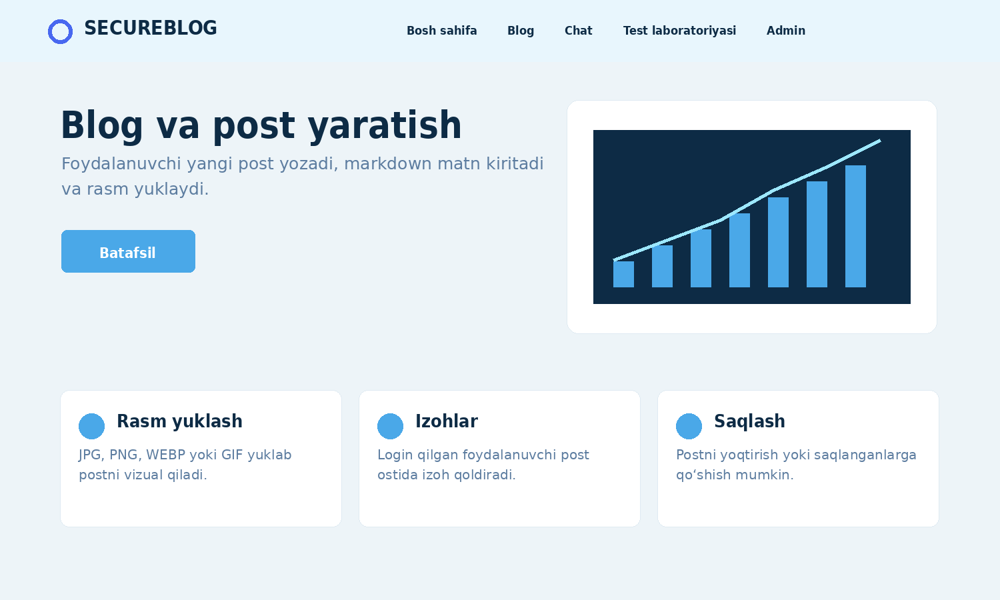 SECUREBLOG
Bosh sahifa Blog Chat Test laboratoriyasi Admin
Blog va post yaratish
Foydalanuvchi yangi post yozadi, markdown matn kiritadi
va rasm yuklaydi.
Batafsil
Rasm yuklash
JPG, PNG, WEBP yoki GIF yuklab
postni vizual qiladi.
Izohlar
Login qilgan foydalanuvchi post
ostida izoh qoldiradi.
Saqlash
Postni yoqtirish yoki saqlanganlarga
qo‘shish mumkin.